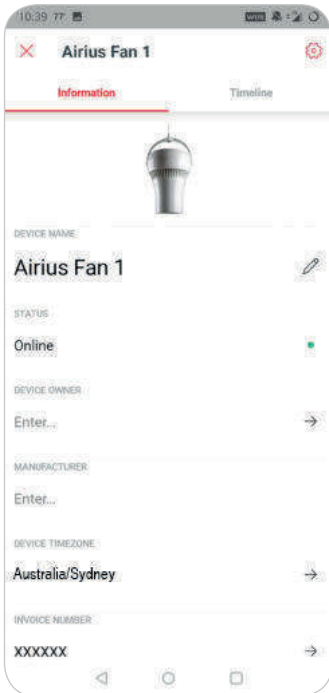 10:39
Airius Fan 1
Information Timeline
DEVICE NAME
Airius Fan 1
STATUS
Online
DEVICE OWNER
Enter...
MANUFACTURER
Enter...
DEVICE TIMEZONE
Australia/Sydney
INVOICE NUMBER
XXXXXX